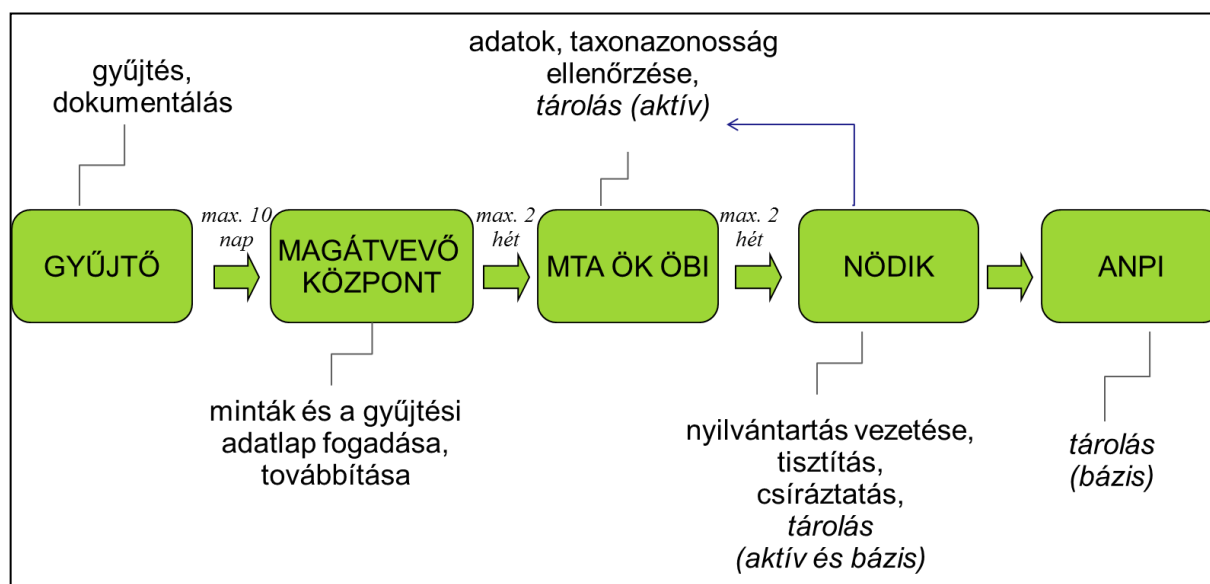 gyűjtés,
dokumentálás
adatok, taxonazonosság
ellenőrzése,
tárolás (aktív)
GYŰJTŐ
max. 10
nap
MAGÁTVEVŐ
KÖZPONT
max. 2
hét
MTA ÖK ÖBI
max. 2
hét
NÖDIK
ANPI
minták és a gyűjtési
adatlap fogadása,
továbbítása
nyilvántartás vezetése,
tisztítás,
csíráztatás,
tárolás
(aktív és bázis)
tárolás
(bázis)